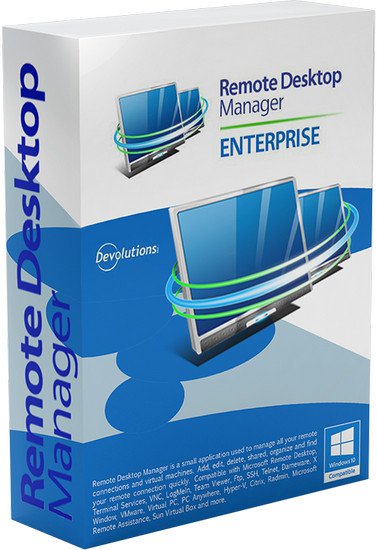 Remote Desktop
Manager
ENTERPRISE
Devolutions
Remote Desktop
Manager
Remote Desktop Manager is a small application used to manage all your remote
connections and virtual machines. Add, edit, delete, shared, organize and find
your remote connection quickly. Compatible with Microsoft Remote Desktop,
Terminal Services, VNC, LogMeIn, Team Viewer, Ftp, SSH, Telnet, Dameware, X
Window, VMware, Virtual PC, PC Anywhere, Hyper-V, Citrix, Radmin, Microsoft
Remote Assistance, Sun Virtual Box and more.
Windows 10
Compatible